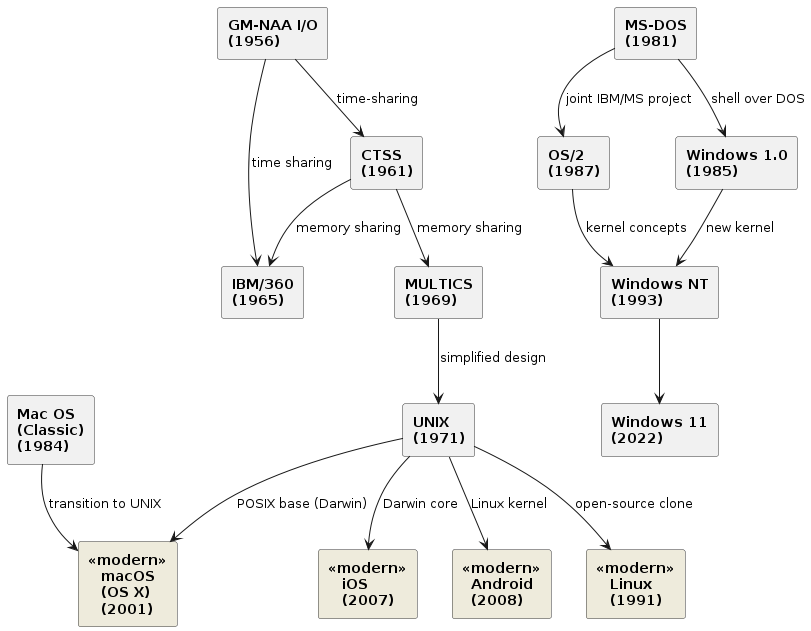 GM-NAA I/O
(1956)
MS-DOS
(1981)
time-sharing
joint IBM/MS project
shell over DOS
time sharing
CTSS
(1961)
OS/2
(1987)
Windows 1.0
(1985)
memory sharing
memory sharing
kernel concepts
new kernel
IBM/360
(1965)
MULTICS
(1969)
Windows NT
(1993)
simplified design
Mac OS
(Classic)
(1984)
UNIX
(1971)
Windows 11
(2022)
transition to UNIX
POSIX base (Darwin)
Darwin core
Linux kernel
open-source clone
«modern»
macOS
(OS X)
(2001)
«modern»
iOS
(2007)
«modern»
Android
(2008)
«modern»
Linux
(1991)